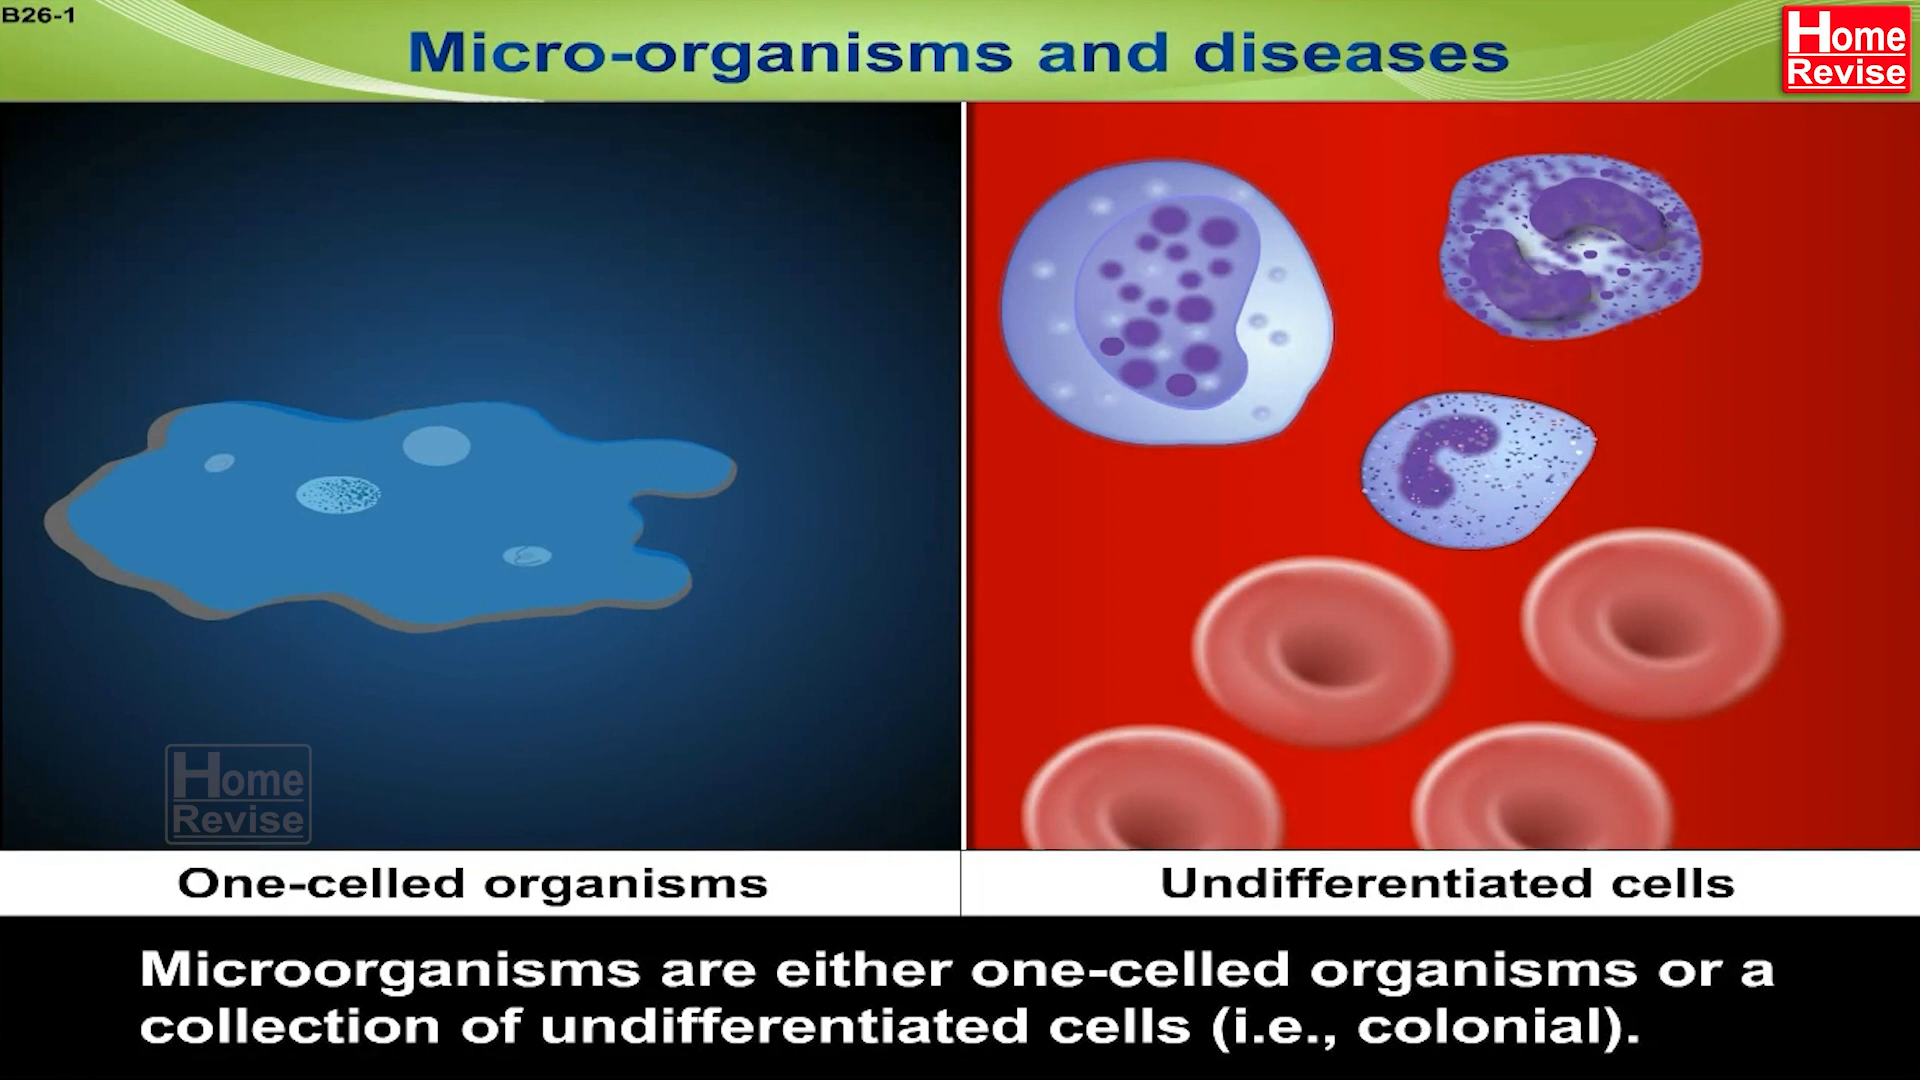 B26-1
Micro-organisms and diseases
Home
Revise
Home
Revise
One-celled organisms
Undifferentiated cells
Microorganisms are either one-celled organisms or a
collection of undifferentiated cells (i.e., colonial).